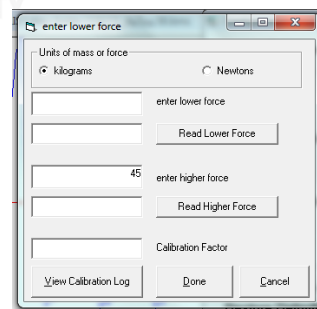 enter lower force
Units of mass or force
kilograms
Newtons
enter lower force
Read Lower Force
45
enter higher force
Read Higher Force
Calibration Factor
View Calibration Log
Done
Cancel